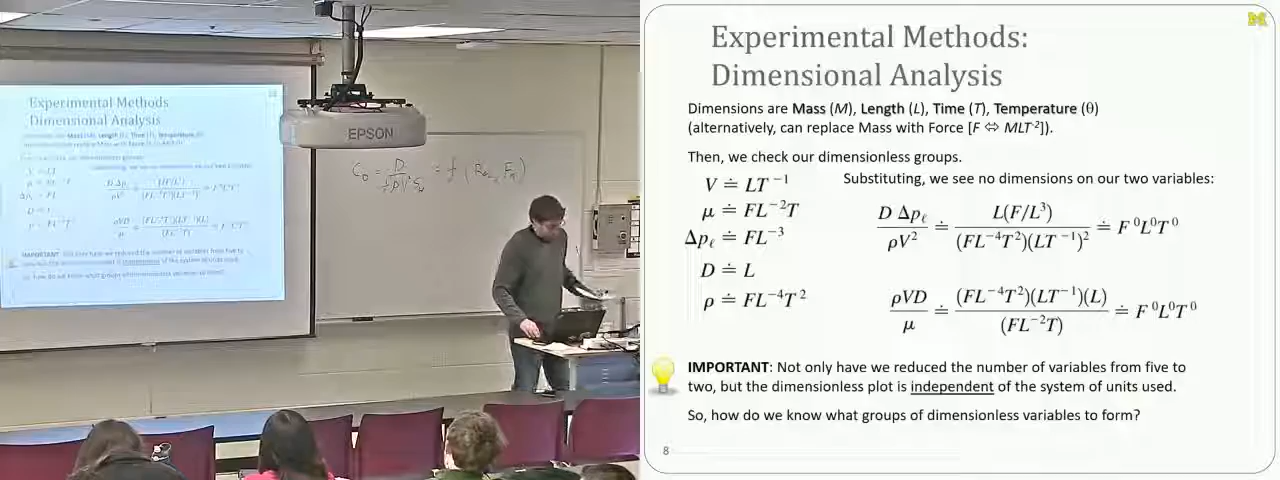 Experimental Methods
Dimensional Analysis
EPSON
Experimental Methods:
Dimensional Analysis
Dimensions are Mass (M), Length (L), Time (T), Temperature (θ)
(alternatively, can replace Mass with Force [F ⇔ MLT⁻²]).
Then, we check our dimensionless groups.
V ≐ LT⁻¹
μ ≐ FL⁻²T
Δpℓ ≐ FL⁻³
D ≐ L
ρ ≐ FL⁻⁴T²
Substituting, we see no dimensions on our two variables:
D Δpℓ / ρV² ≐ L(F/L³) / (FL⁻⁴T²)(LT⁻¹)² ≐ F⁰L⁰T⁰
ρVD / μ ≐ (FL⁻⁴T²)(LT⁻¹)(L) / (FL⁻²T) ≐ F⁰L⁰T⁰
IMPORTANT: Not only have we reduced the number of variables from five to
two, but the dimensionless plot is independent of the system of units used.
So, how do we know what groups of dimensionless variables to form?
8
M